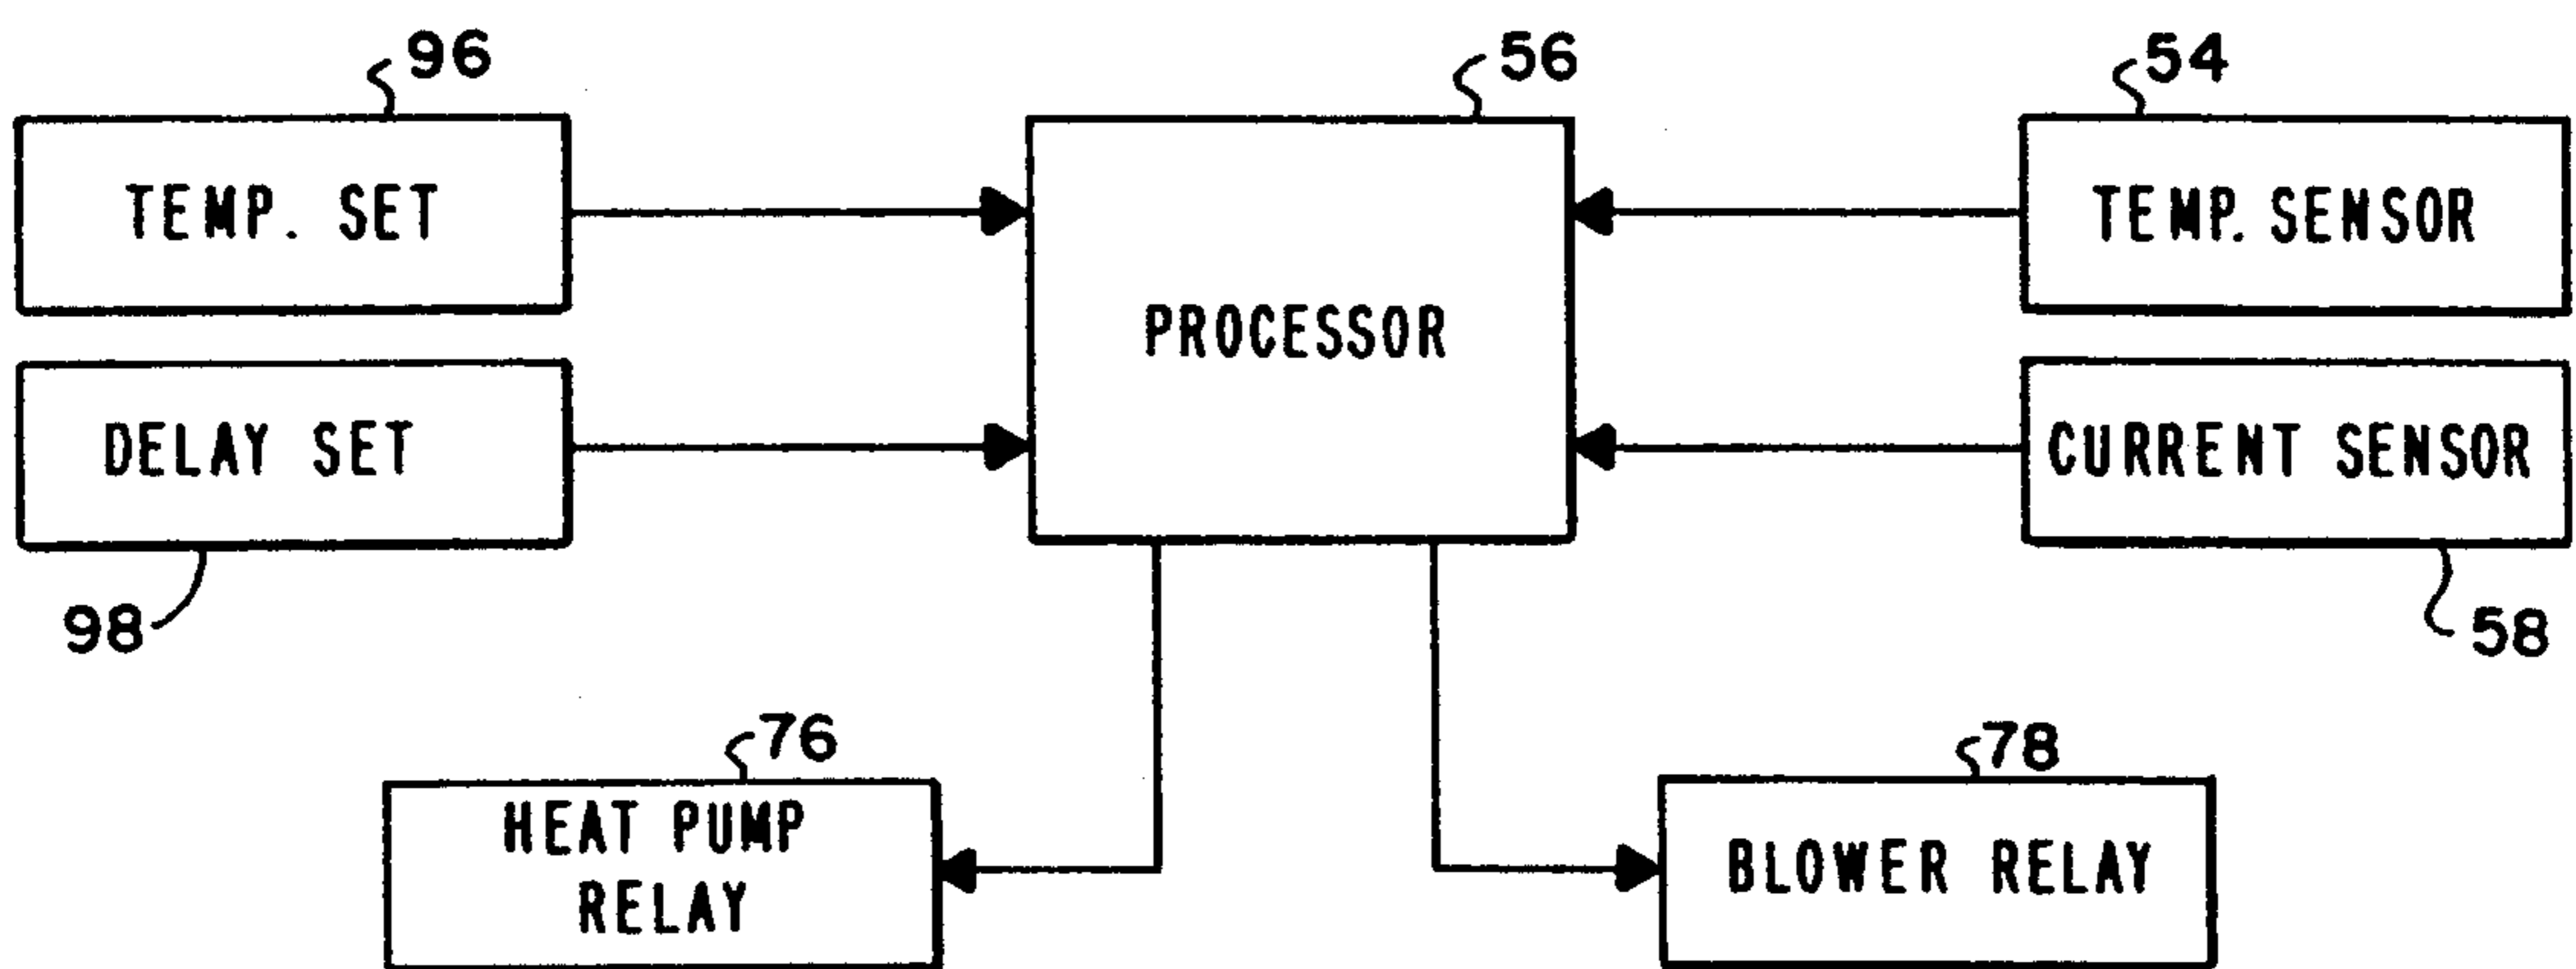 96
56
54
TEMP. SET
PROCESSOR
TEMP. SENSOR
DELAY SET
CURRENT SENSOR
98
58
76
78
HEAT PUMP
RELAY
BLOWER RELAY